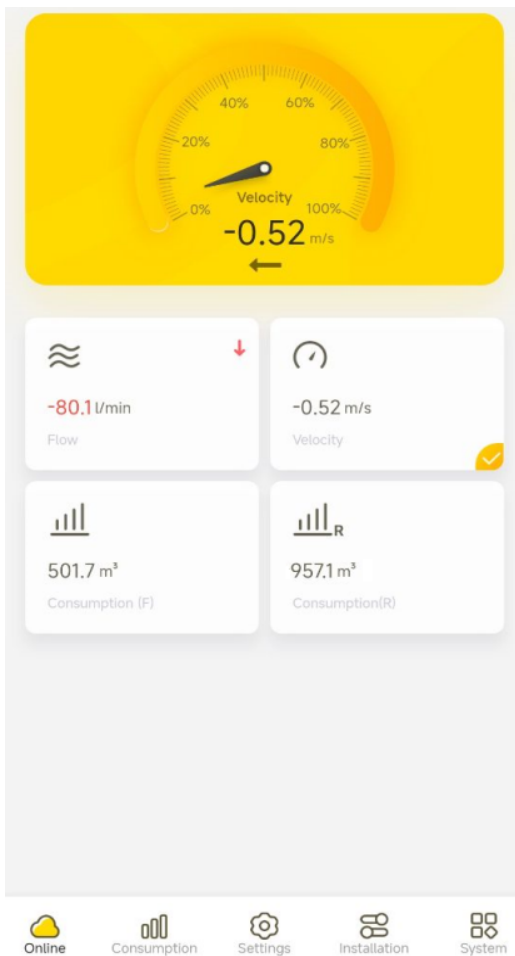 40% 60%
20% 80%
Velocity
0% 100%
-0.52 m/s
-80.1 l/min
Flow
-0.52 m/s
Velocity
501.7 m³
Consumption (F)
R
957.1 m³
Consumption(R)
Online Consumption Settings Installation System